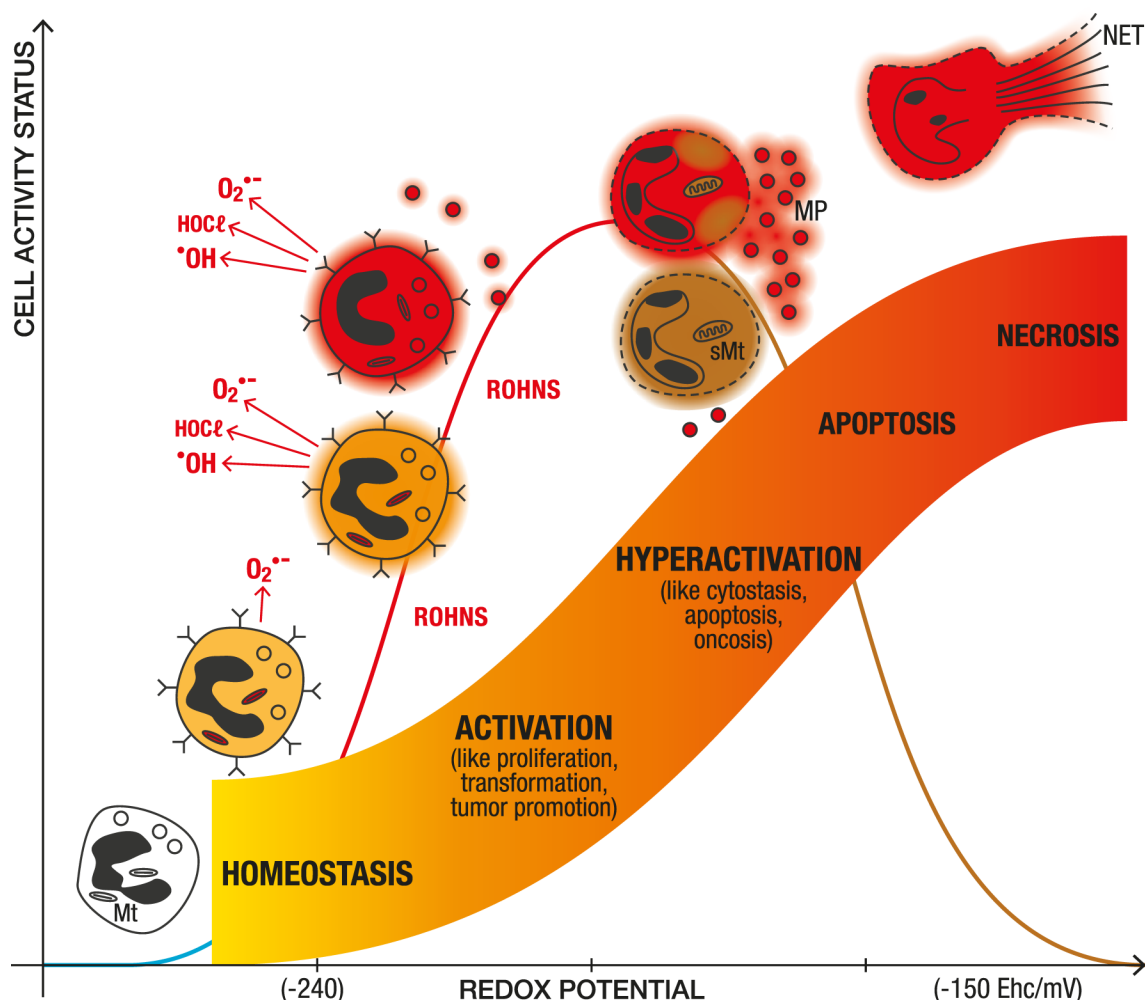 CELL ACTIVITY STATUS
NET
O₂•-
HOCℓ
•OH
MP
sMt
ROHNS
NECROSIS
APOPTOSIS
O₂•-
HOCℓ
•OH
HYPERACTIVATION
(like cytostasis,
apoptosis,
oncosis)
O₂•-
ROHNS
ACTIVATION
(like proliferation,
transformation,
tumor promotion)
HOMEOSTASIS
Mt
(-240)
REDOX POTENTIAL
(-150 Ehc/mV)